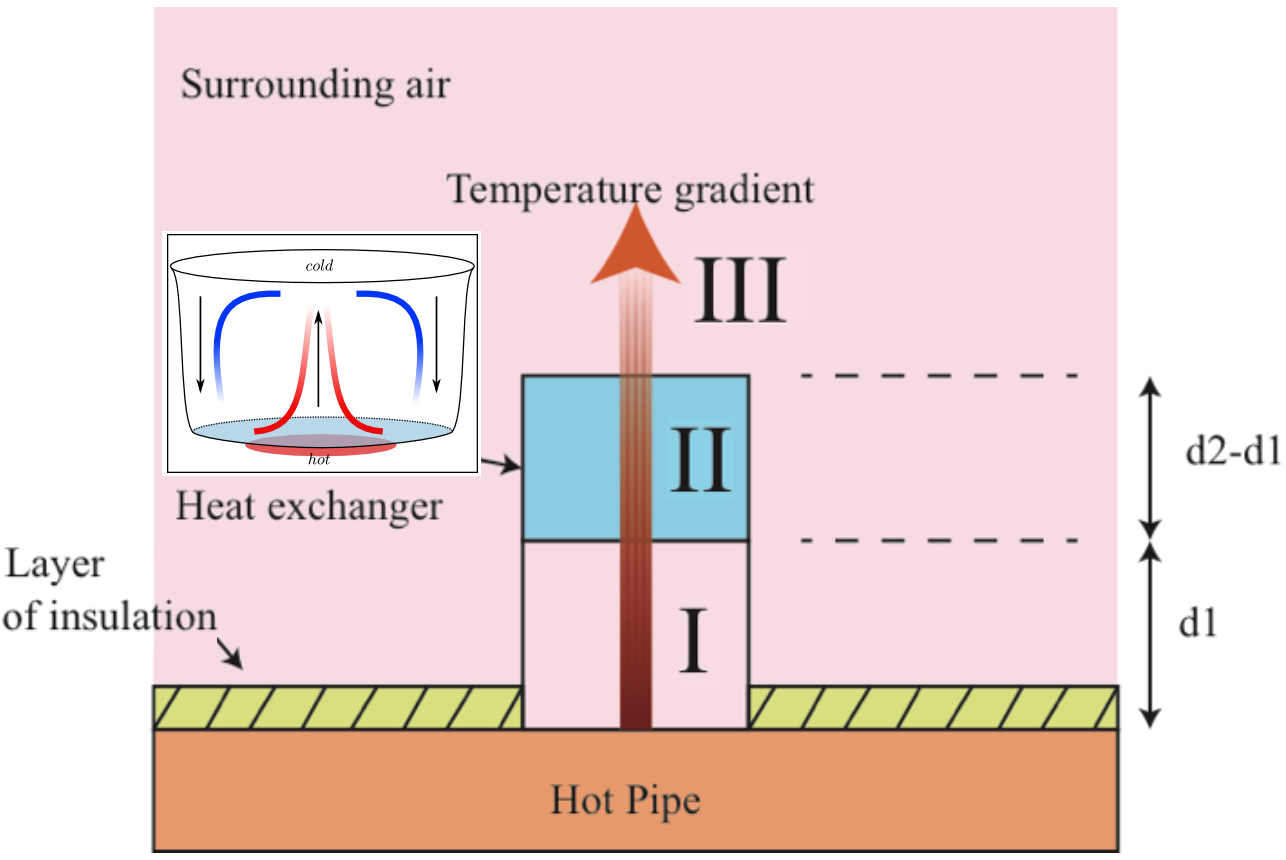 Surrounding air
Temperature gradient
III
cold
hot
II
d2-d1
Heat exchanger
Layer
of insulation
I
d1
Hot Pipe